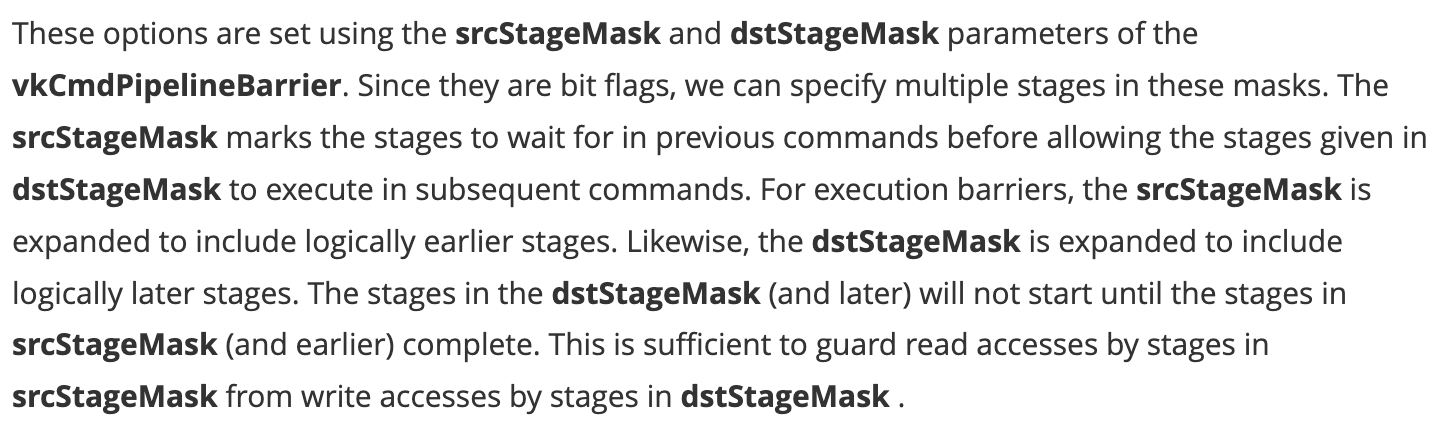 These options are set using the srcStageMask and dstStageMask parameters of the
vkCmdPipelineBarrier. Since they are bit flags, we can specify multiple stages in these masks. The
srcStageMask marks the stages to wait for in previous commands before allowing the stages given in
dstStageMask to execute in subsequent commands. For execution barriers, the srcStageMask is
expanded to include logically earlier stages. Likewise, the dstStageMask is expanded to include
logically later stages. The stages in the dstStageMask (and later) will not start until the stages in
srcStageMask (and earlier) complete. This is sufficient to guard read accesses by stages in
srcStageMask from write accesses by stages in dstStageMask .